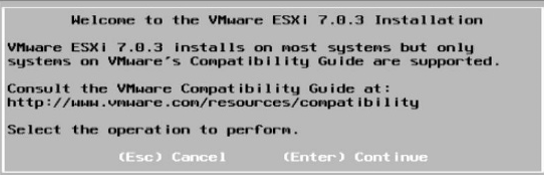 Welcome to the VMware ESXi 7.0.3 Installation
VMware ESXi 7.0.3 installs on most systems but only
systems on VMware's Compatibility Guide are supported.
Consult the VMware Compatibility Guide at:
http://www.vmware.com/resources/compatibility
Select the operation to perform.
(Esc) Cancel (Enter) Continue